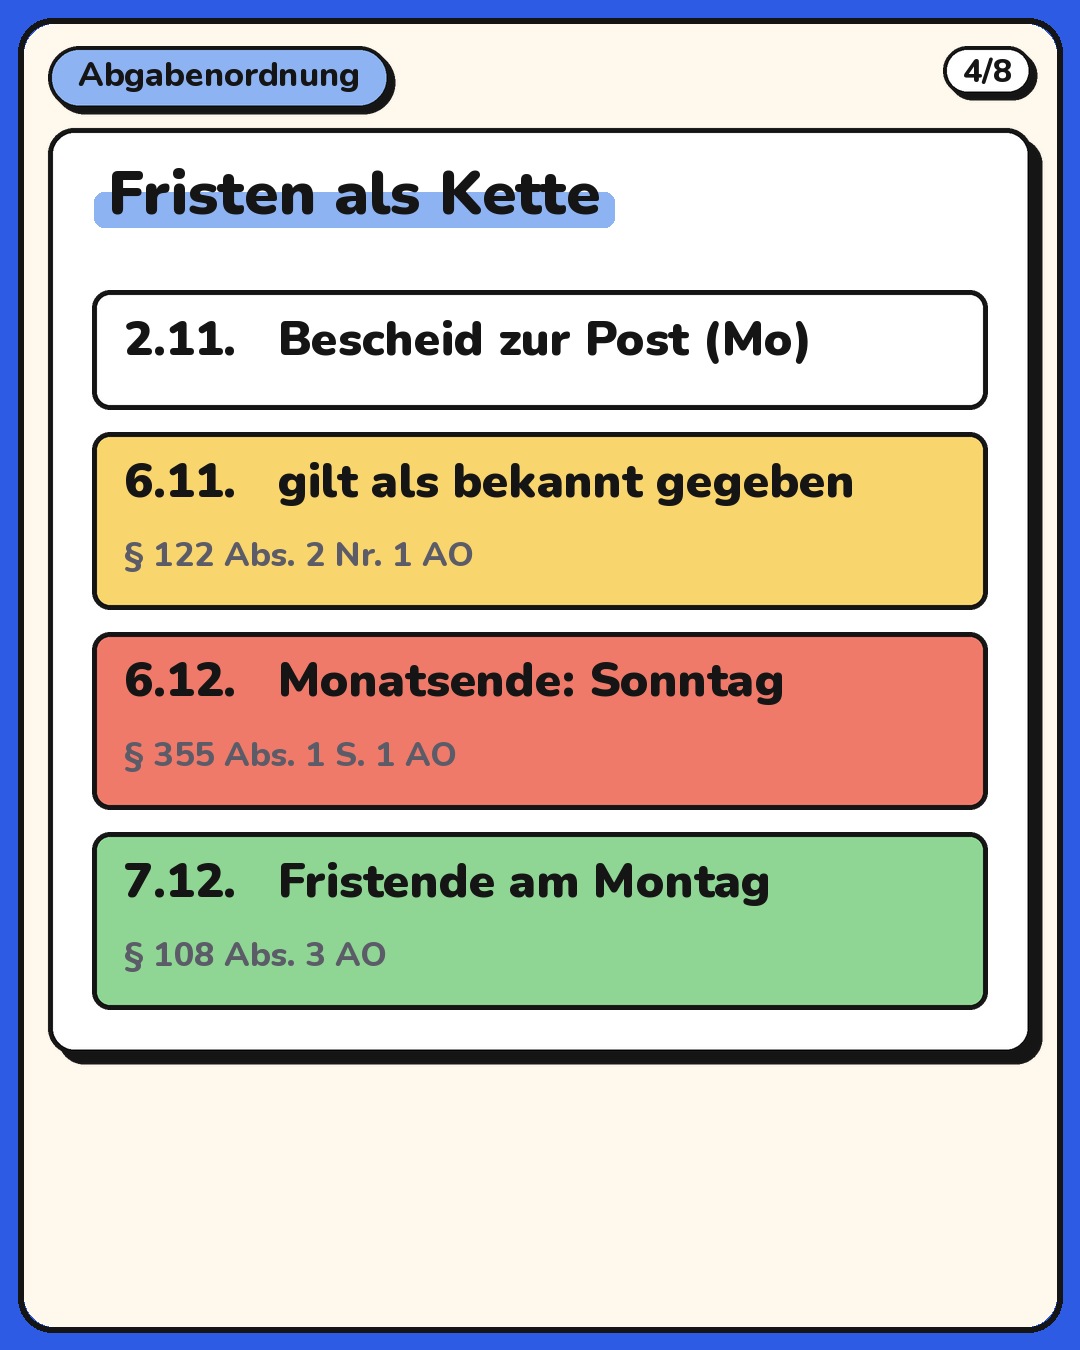 Abgabenordnung
4/8
Fristen als Kette
2.11. Bescheid zur Post (Mo)
6.11. gilt als bekannt gegeben
§ 122 Abs. 2 Nr. 1 AO
6.12. Monatsende: Sonntag
§ 355 Abs. 1 S. 1 AO
7.12. Fristende am Montag
§ 108 Abs. 3 AO